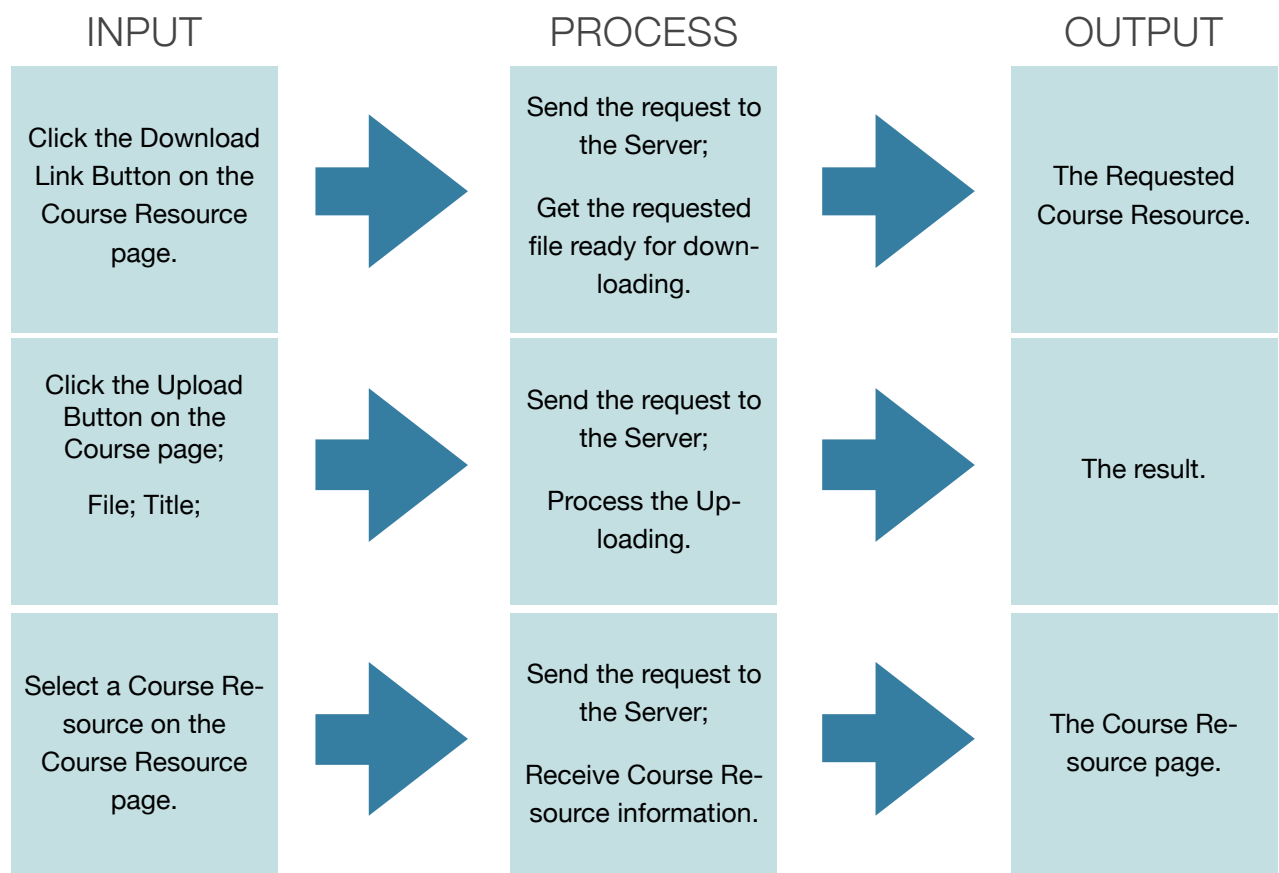 INPUT
PROCESS
OUTPUT
Click the Download
Link Button on the
Course Resource
page.
Send the request to
the Server;
Get the requested
file ready for down-
loading.
The Requested
Course Resource.
Click the Upload
Button on the
Course page;
File; Title;
Send the request to
the Server;
Process the Up-
loading.
The result.
Select a Course Re-
source on the
Course Resource
page.
Send the request to
the Server;
Receive Course Re-
source information.
The Course Re-
source page.